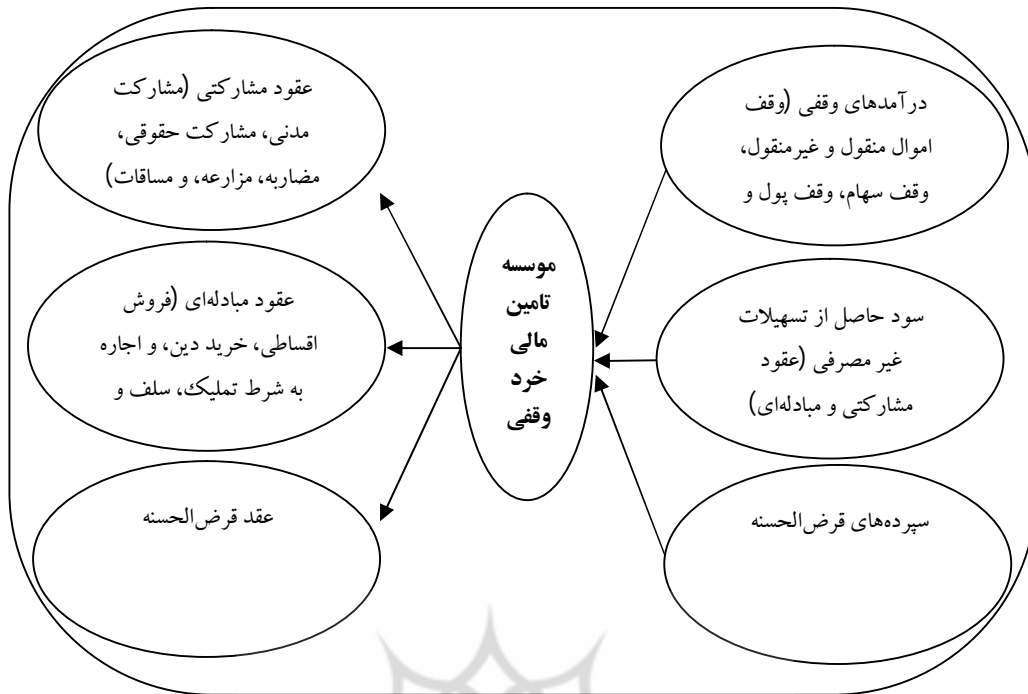 درآمدهای وقفی (وقف
اموال منقول و غیرمنقول،
وقف سهام، وقف پول و
سود حاصل از تسهیلات
غیر مصرفی (عقود
مشارکتی و مبادله‌ای)
سپرده‌های قرض‌الحسنه
موسسه
تامین
مالی
خرد
وقفی
عقود مشارکتی (مشارکت
مدنی، مشارکت حقوقی،
مضاربه، مزارعه، و مساقات)
عقود مبادله‌ای (فروش
اقساطی، خرید دین، و اجاره
به شرط تملیک، سلف و
عقد قرض‌الحسنه